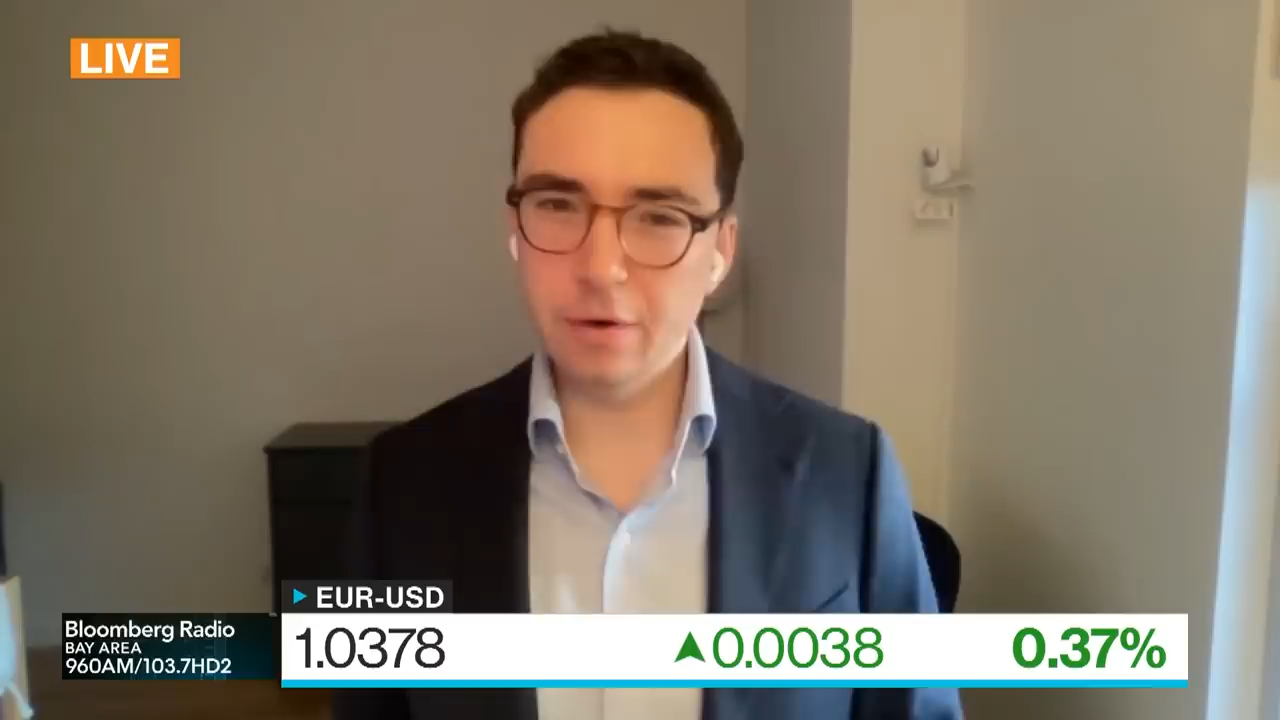 LIVE
EUR-USD
Bloomberg Radio
BAY AREA
960AM/103.7HD2
1.0378 ▲0.0038 0.37%